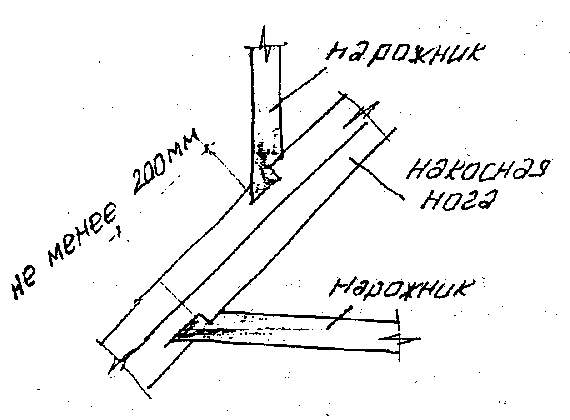 нарожник
накосная
нога
не менее 200мм
нарожник